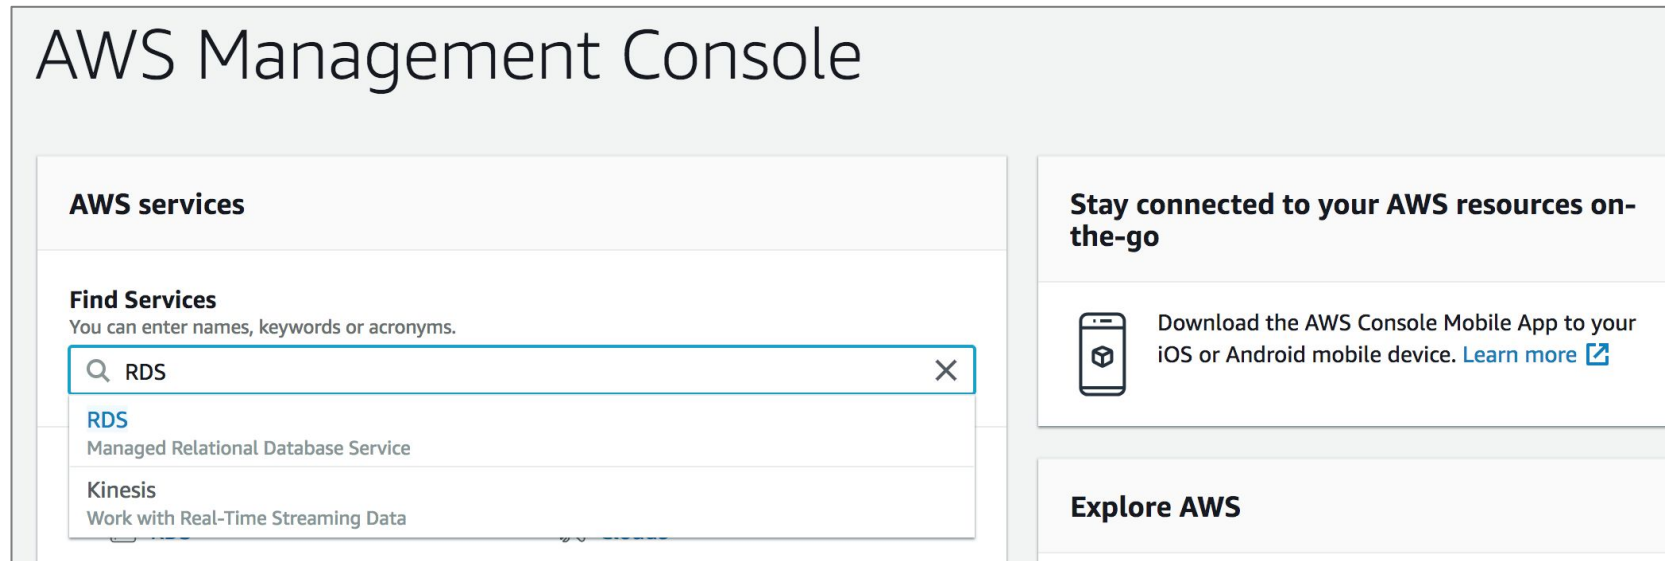 AWS Management Console
AWS services
Find Services
You can enter names, keywords or acronyms.
RDS
RDS
Managed Relational Database Service
Kinesis
Work with Real-Time Streaming Data
Stay connected to your AWS resources on-
the-go
Download the AWS Console Mobile App to your
iOS or Android mobile device. Learn more
Explore AWS